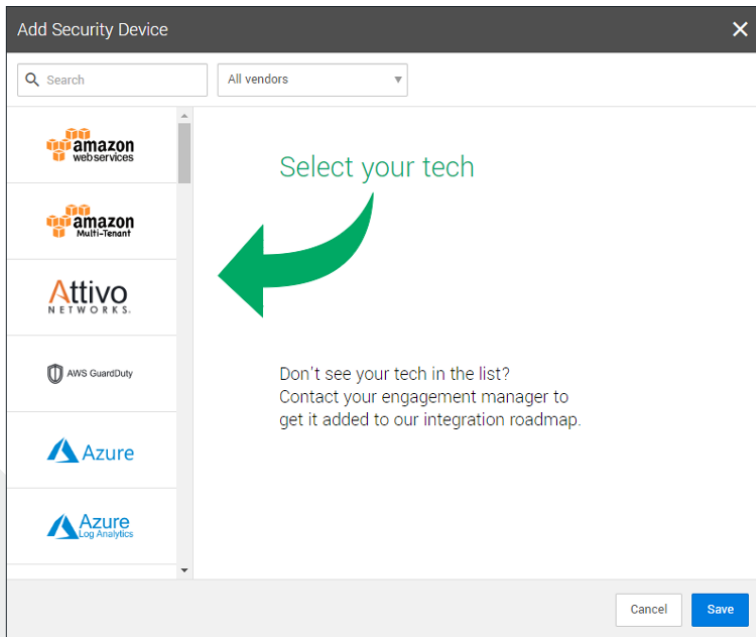 Add Security Device
Search
All vendors
amazon
webservices
amazon
Multi-Tenant
Attivo
NETWORKS.
AWS GuardDuty
Azure
Azure
Log Analytics
Select your tech
Don't see your tech in the list?
Contact your engagement manager to
get it added to our integration roadmap.
Cancel
Save